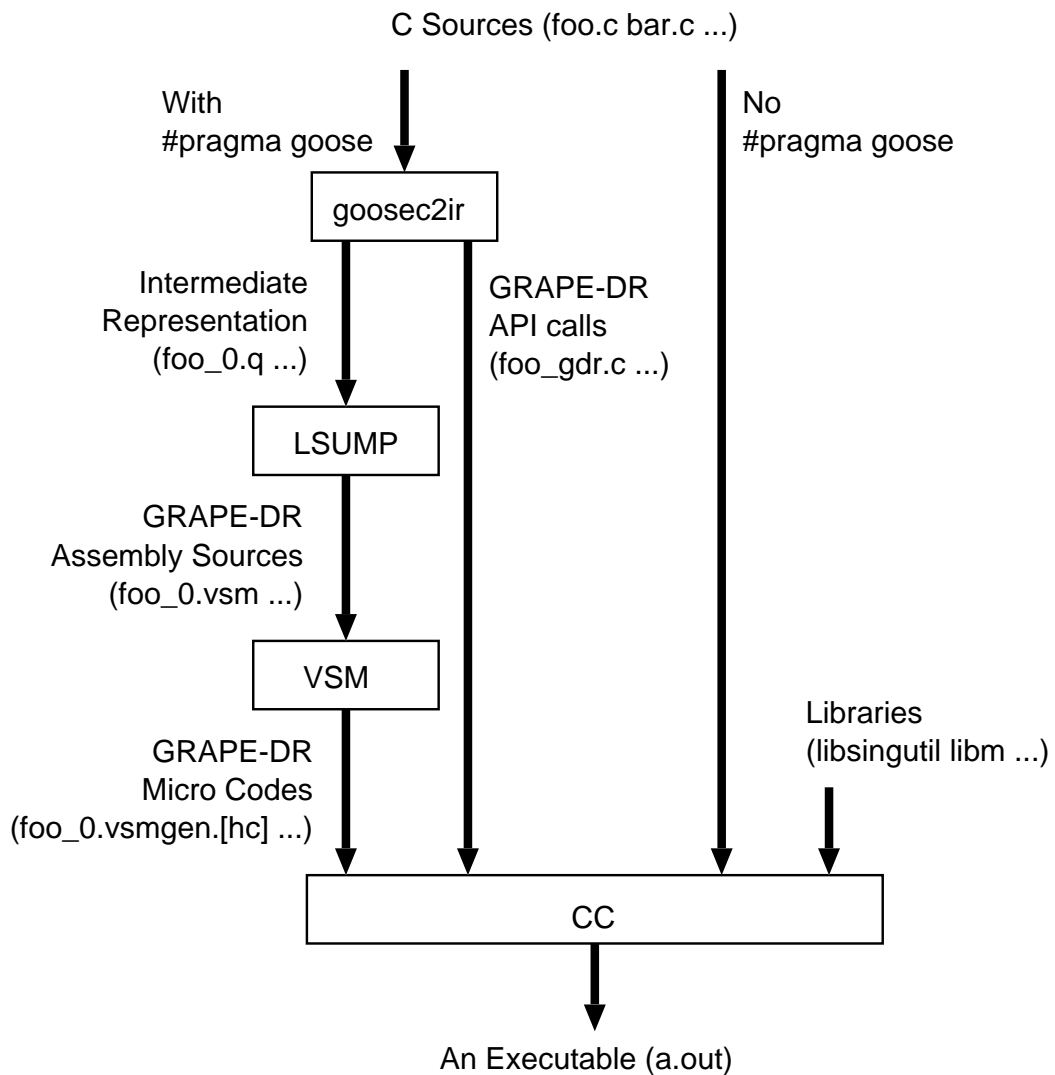 C Sources (foo.c bar.c ...)
With
#pragma goose
No
#pragma goose
goosec2ir
Intermediate
Representation
(foo_0.q ...)
GRAPE-DR
API calls
(foo_gdr.c ...)
LSUMP
GRAPE-DR
Assembly Sources
(foo_0.vsm ...)
VSM
GRAPE-DR
Micro Codes
(foo_0.vsmgen.[hc] ...)
Libraries
(libsingutil libm ...)
CC
An Executable (a.out)